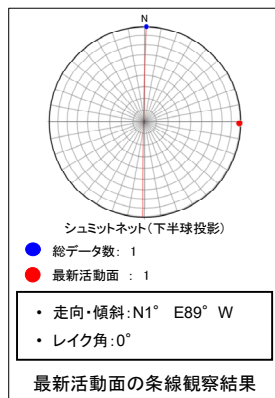 N
シュミットネット(下半球投影)
総データ数: 1
最新活動面 : 1
• 走向・傾斜:N1° E89° W
• レイク角:0°
最新活動面の条線観察結果